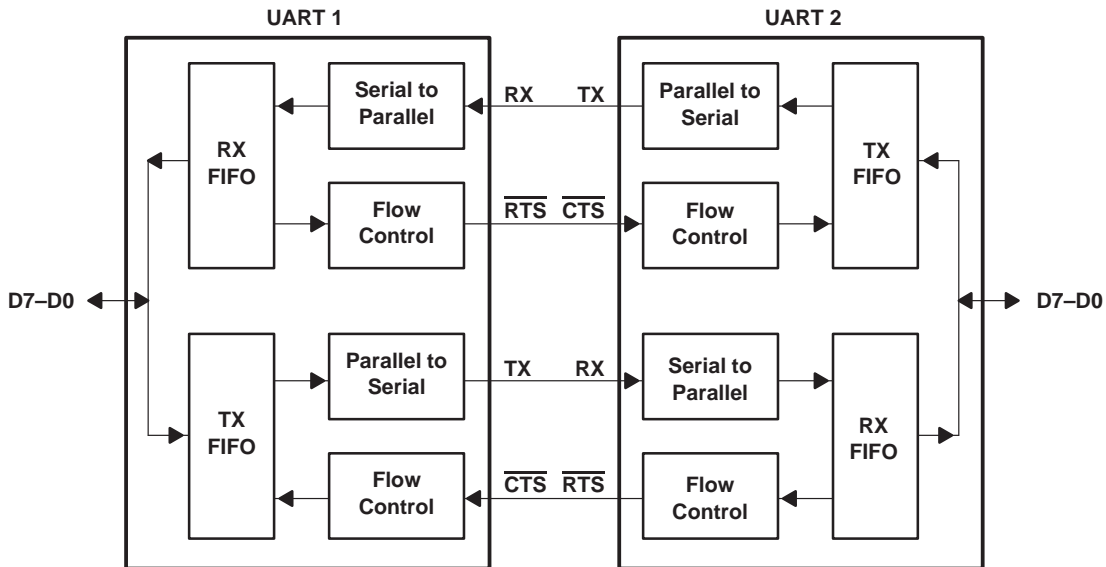 UART 1
UART 2
Serial to
Parallel
RX
TX
Parallel to
Serial
RX
FIFO
TX
FIFO
Flow
Control
RTS
CTS
Flow
Control
D7–D0
D7–D0
Parallel to
Serial
TX
RX
Serial to
Parallel
TX
FIFO
RX
FIFO
Flow
Control
CTS
RTS
Flow
Control